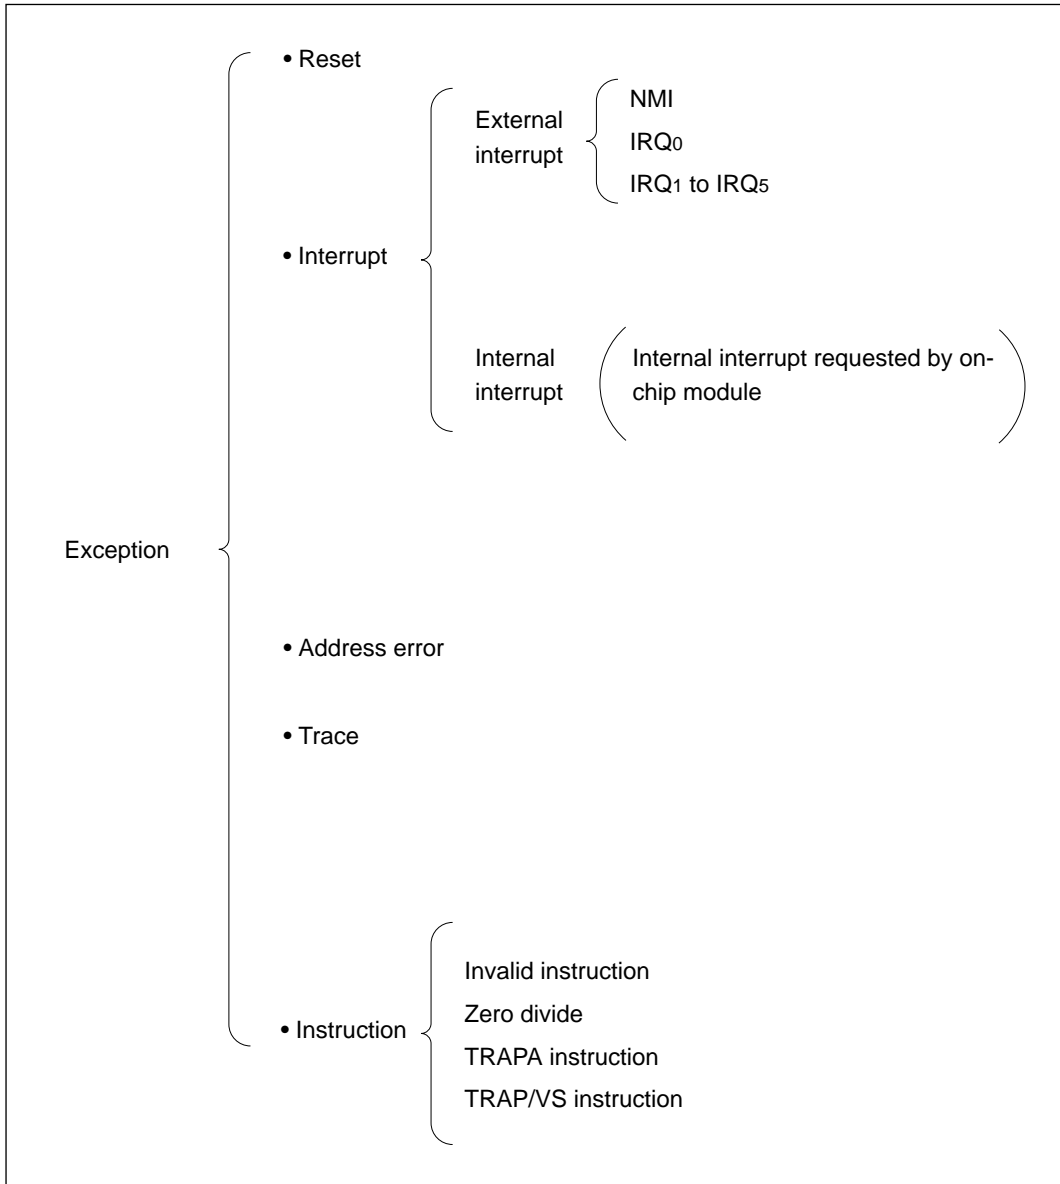 • Reset
External
interrupt
NMI
IRQ0
IRQ1 to IRQ5
• Interrupt
Internal
interrupt
Internal interrupt requested by on-
chip module
Exception
• Address error
• Trace
• Instruction
Invalid instruction
Zero divide
TRAPA instruction
TRAP/VS instruction